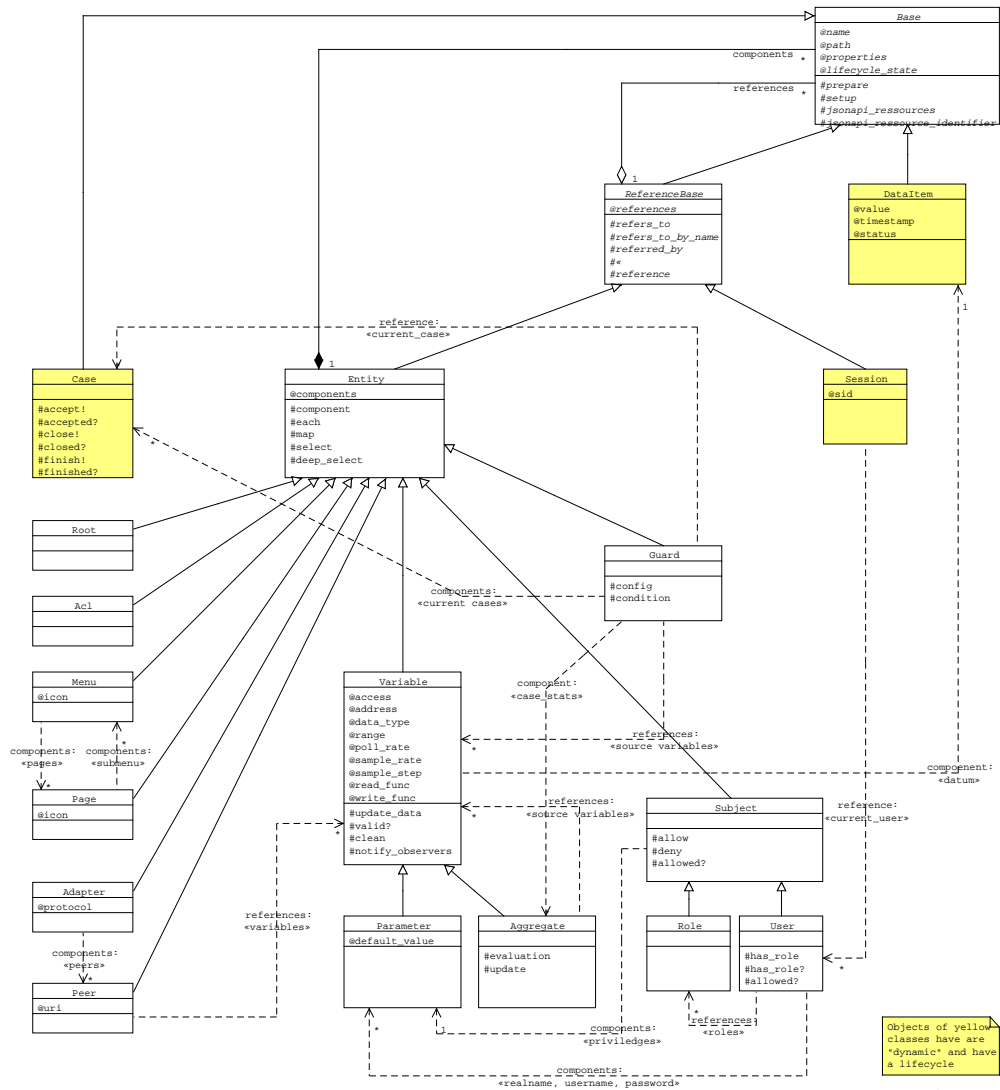 Base
@name
@path
@properties
@lifecycle_state
#prepare
#setup
#jsonapi_ressources
#jsonapi_ressource_identifier
components
*
references
*
1
ReferenceBase
@references
#refers_to
#refers_to_by_name
#referred_by
#«
#reference
DataItem
@value
@timestamp
@status
1
reference:
«current_case»
1
Case
#accept!
#accepted?
#close!
#closed?
#finish!
#finished?
*
Entity
@components
#component
#each
#map
#select
#deep_select
Session
@sid
Root
Guard
#config
#condition
components:
«current cases»
Acl
Menu
@icon
Variable
@access
@address
@data_type
@range
@poll_rate
@sample_rate
@sample_step
@read_func
@write_func
#update_data
#valid?
#clean
#notify_observers
component:
«case_stats»
references:
«source variables»
*
components:
«pages»
*
components:
«submenu»
*
compoenent:
«datum»
Page
@icon
references:
«source variables»
*
Subject
#allow
#deny
#allowed?
reference:
«current_user»
*
*
Adapter
@protocol
references:
«variables»
Parameter
@default_value
Aggregate
#evaluation
#update
Role
User
#has_role
#has_role?
#allowed?
components:
«peers»
*
Peer
@uri
*
1
components:
«priviledges»
*
references:
«roles»
components:
«realname, username, password»
Objects of yellow
classes have are
"dynamic" and have
a lifecycle